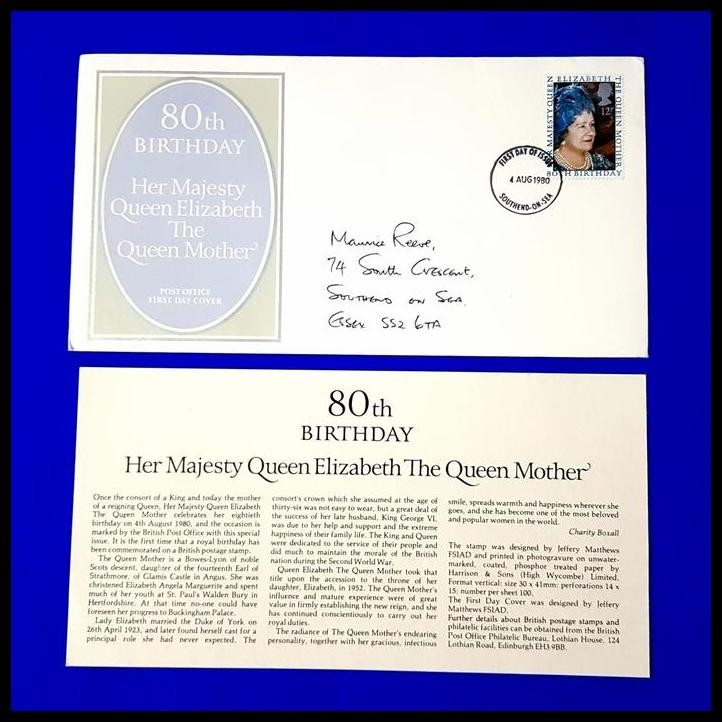 80th
BIRTHDAY
Her Majesty
Queen Elizabeth
The
Queen Mother
POST OFFICE
FIRST DAY COVER
HER MAJESTY QUEEN ELIZABETH THE QUEEN MOTHER
12P
80TH BIRTHDAY
FIRST DAY OF ISSUE
4 AUG 1980
SOUTHEND-ON-SEA
Maurice Reeve,
74 South Crescent,
Southend on Sea.
Essex SS2 6TA
80th
BIRTHDAY
Her Majesty Queen Elizabeth The Queen Mother
Once the consort of a King and today the mother
of a reigning Queen, Her Majesty Queen Elizabeth
The Queen Mother celebrates her eightieth
birthday on 4th August 1980, and the occasion is
marked by the British Post Office with this special
issue. It is the first time that a royal birthday has
been commemorated on a British postage stamp.
The Queen Mother is a Bowes-Lyon of noble
Scots descent, daughter of the fourteenth Earl of
Strathmore, of Glamis Castle in Angus. She was
christened Elizabeth Angela Marguerite and spent
much of her youth at St. Paul's Walden Bury in
Hertfordshire. At that time no-one could have
foreseen her progress to Buckingham Palace.
Lady Elizabeth married the Duke of York on
26th April 1923, and later found herself cast for a
principal role she had never expected. The
consort's crown which she assumed at the age of
thirty-six was not easy to wear, but a great deal of
the success of her late husband, King George VI,
was due to her help and support and the extreme
happiness of their family life. The King and Queen
were dedicated to the service of their people and
did much to maintain the morale of the British
nation during the Second World War.
Queen Elizabeth The Queen Mother took that
title upon the accession to the throne of her
daughter, Elizabeth, in 1952. The Queen Mother's
influence and mature experience were of great
value in firmly establishing the new reign, and she
has continued conscientiously to carry out her
royal duties.
The radiance of The Queen Mother's endearing
personality, together with her gracious, infectious
smile, spreads warmth and happiness wherever she
goes, and she has become one of the most beloved
and popular women in the world.
Charity Boxall
The stamp was designed by Jeffery Matthews
FSIAD and printed in photogravure on unwater-
marked, coated, phosphor treated paper by
Harrison & Sons (High Wycombe) Limited.
Format vertical: size 30 x 41mm: perforations 14 x
15: number per sheet 100.
The First Day Cover was designed by Jeffery
Matthews FSIAD.
Further details about British postage stamps and
philatelic facilities can be obtained from the British
Post Office Philatelic Bureau, Lothian House, 124
Lothian Road, Edinburgh EH3 9BB.